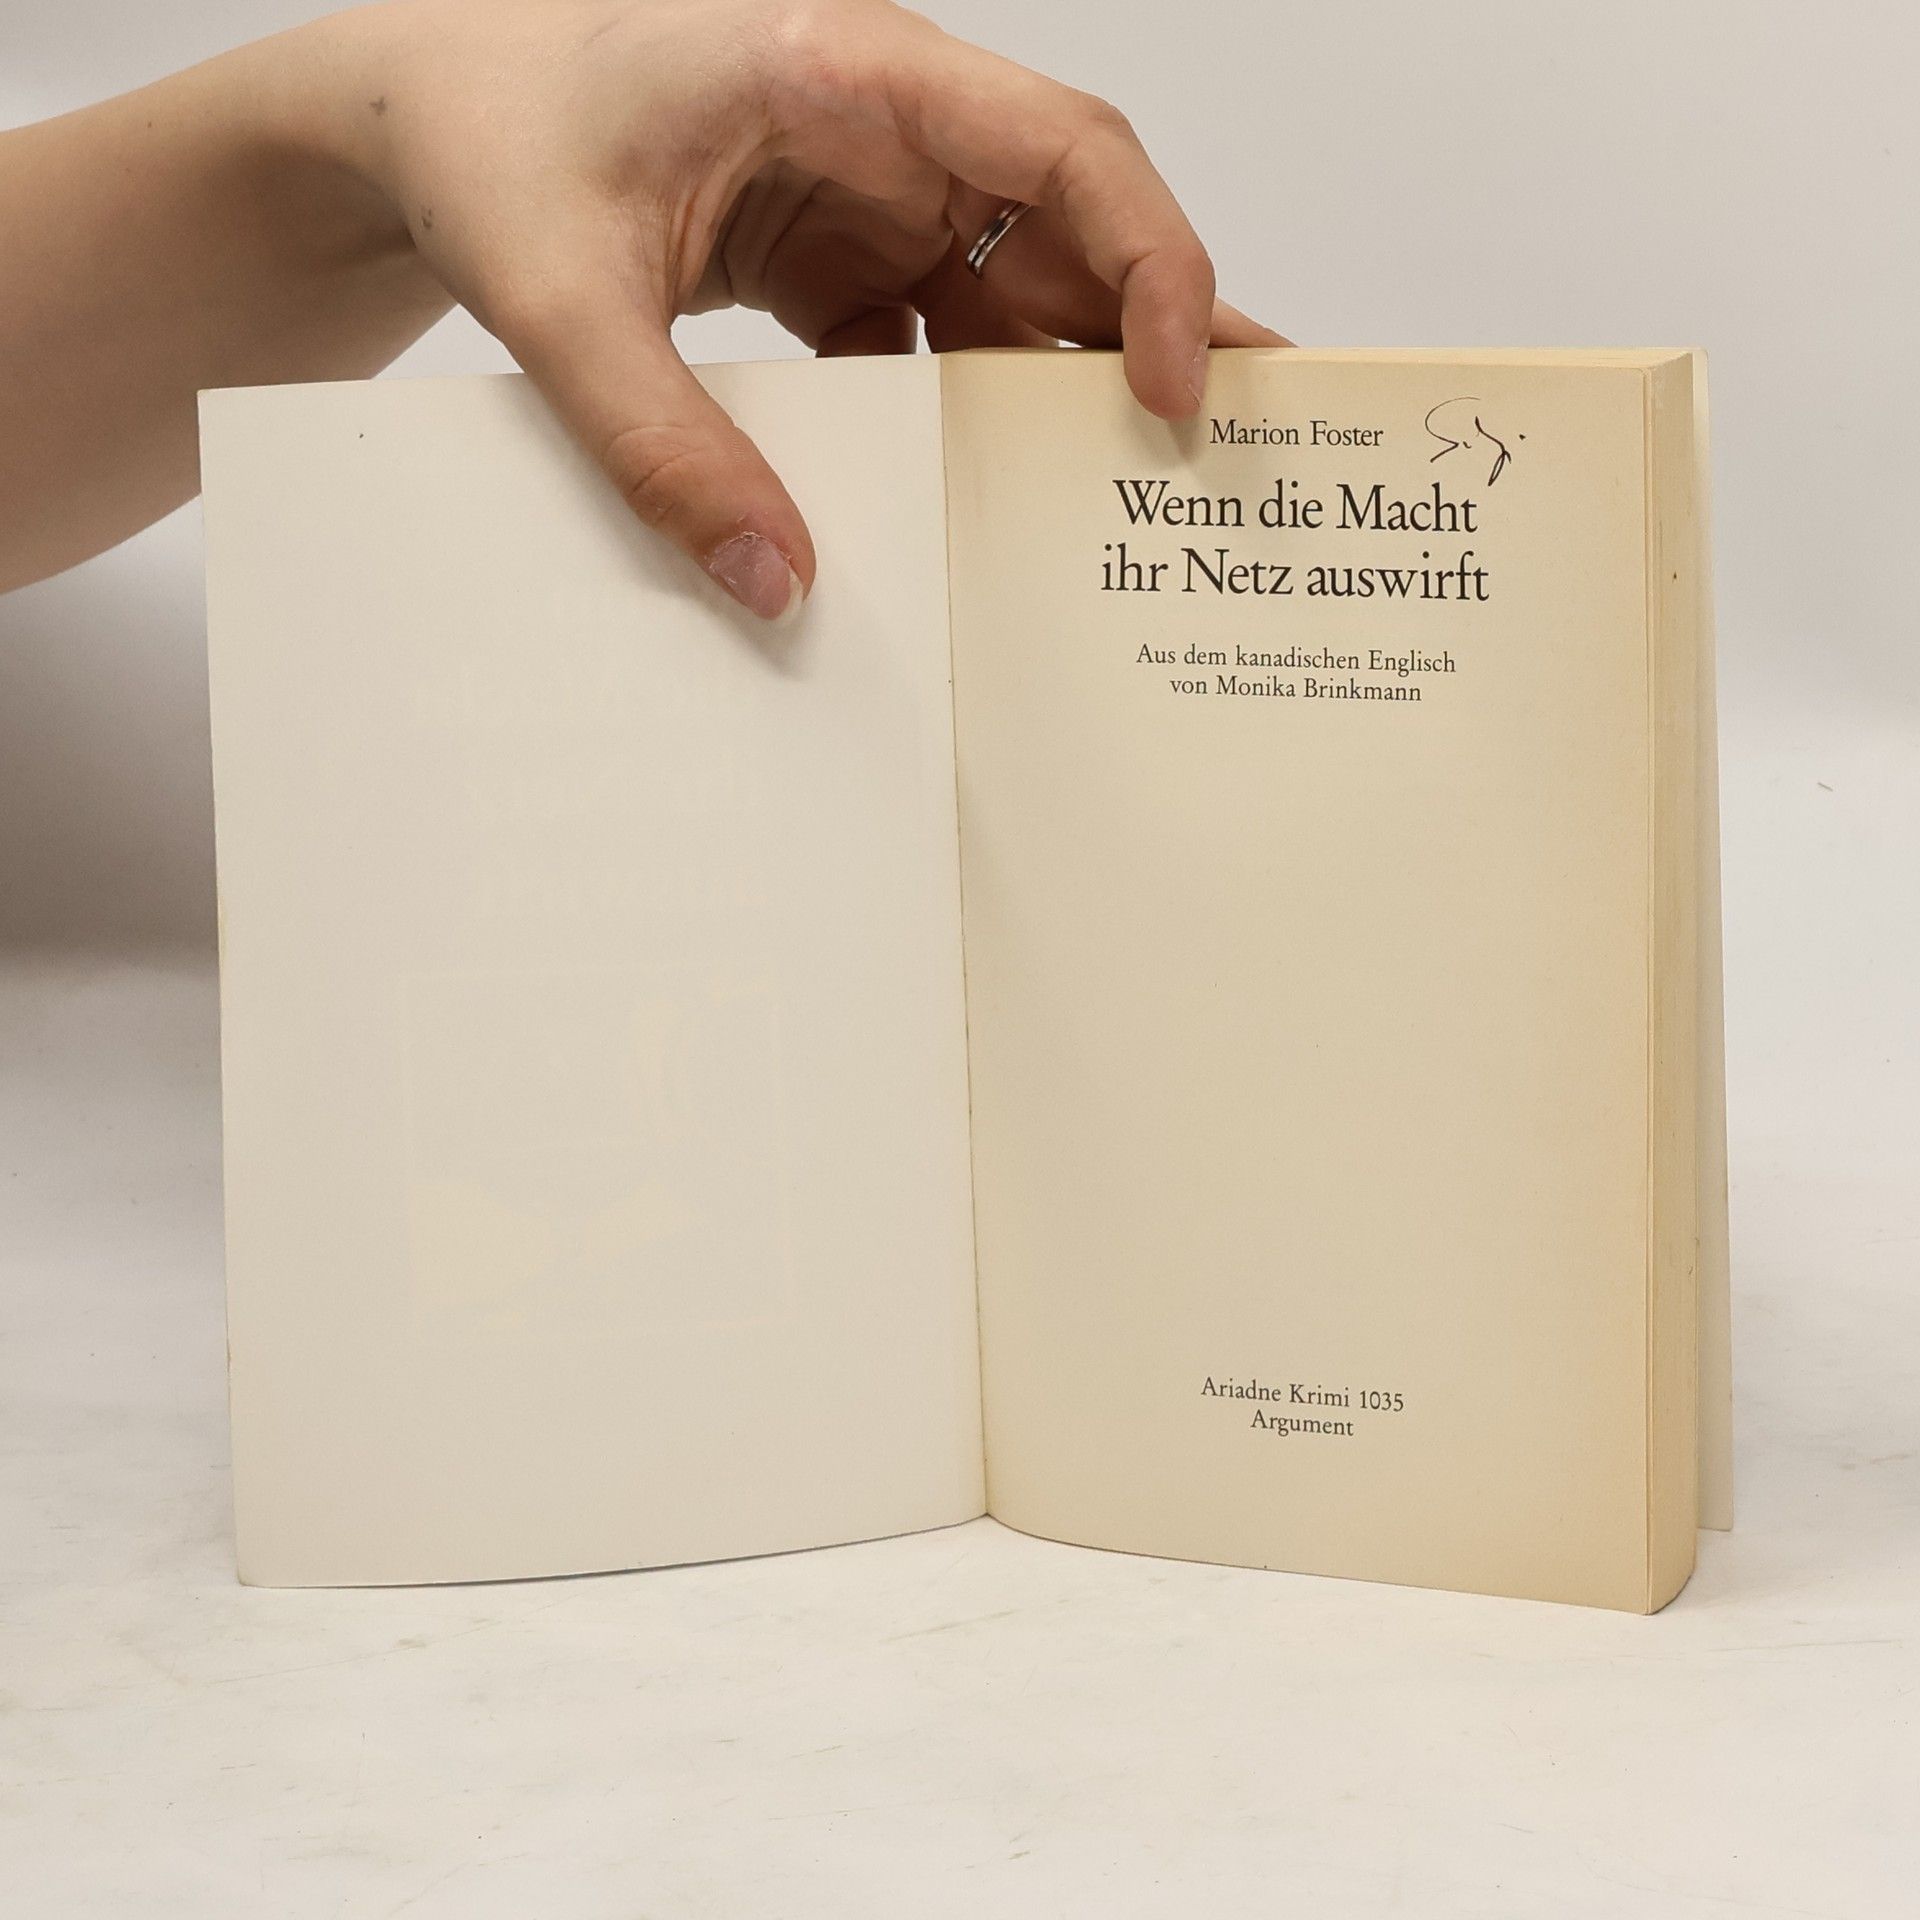 Marion Foster
Wenn die Macht
ihr Netz auswirft
Aus dem kanadischen Englisch
von Monika Brinkmann
Ariadne Krimi 1035
Argument